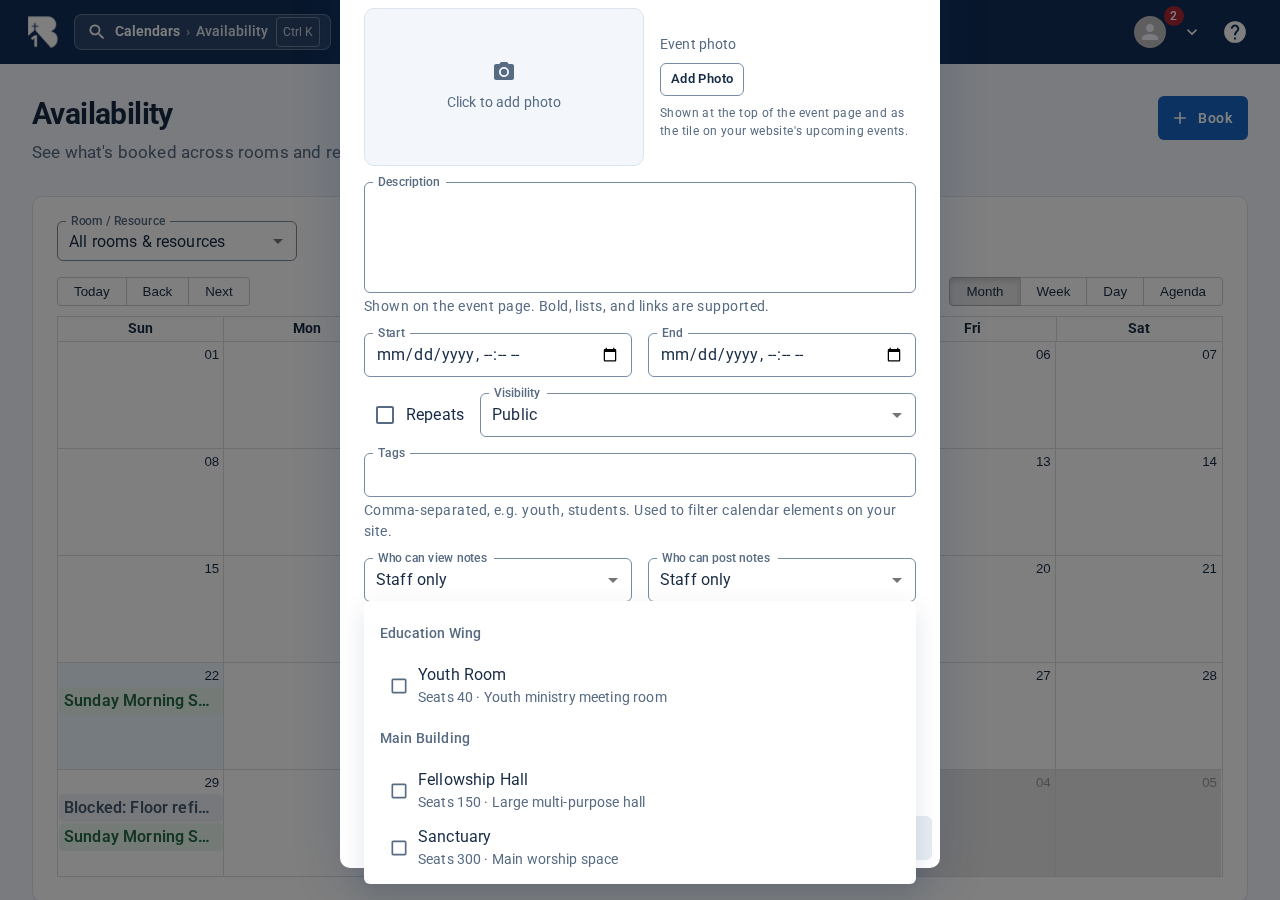 Calendars › Availability Ctrl K
2
Availability
See what's booked across rooms and re
Book
Click to add photo
Event photo
Add Photo
Shown at the top of the event page and as
the tile on your website's upcoming events.
Description
Shown on the event page. Bold, lists, and links are supported.
Start
mm/dd/yyyy, --:-- --
End
mm/dd/yyyy, --:-- --
Repeats
Visibility
Public
Tags
Comma-separated, e.g. youth, students. Used to filter calendar elements on your
site.
Who can view notes
Staff only
Who can post notes
Staff only
Education Wing
Youth Room
Seats 40 · Youth ministry meeting room
Main Building
Fellowship Hall
Seats 150 · Large multi-purpose hall
Sanctuary
Seats 300 · Main worship space
Room / Resource
All rooms & resources
Today Back Next
Month Week Day Agenda
Sun Mon Fri Sat
01 06 07
08 13 14
15 20 21
22 27 28
Sunday Morning S…
29 04 05
Blocked: Floor refi…
Sunday Morning S…